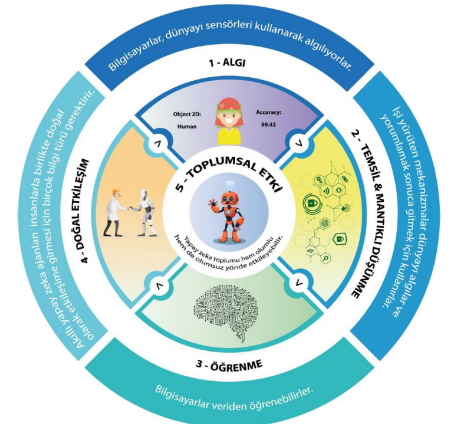 Bilgisayarlar, dünyayı sensörleri kullanarak algılıyorlar.
1 - ALGI
Object 2D:
Human
Accuracy:
99.43
2 - TEMSİL & MANTIKLI DÜŞÜNME
İşi yürüten mekanizmalar dünyayı algılar ve
yorumlamak sonuca gitmek için kullanırlar.
3 - ÖĞRENME
Bilgisayarlar veriden öğrenebilirler.
4 - DOĞAL ETKİLEŞİM
Akıllı yapay zeka ajanları insanlarla birlikte doğal
olarak etkileşime girmesi için birçok bilgi türü gerektirir.
5 - TOPLUMSAL ETKİ
Yapay zeka toplumu hem olumlu
hem de olumsuz yönde etkileyebilir.